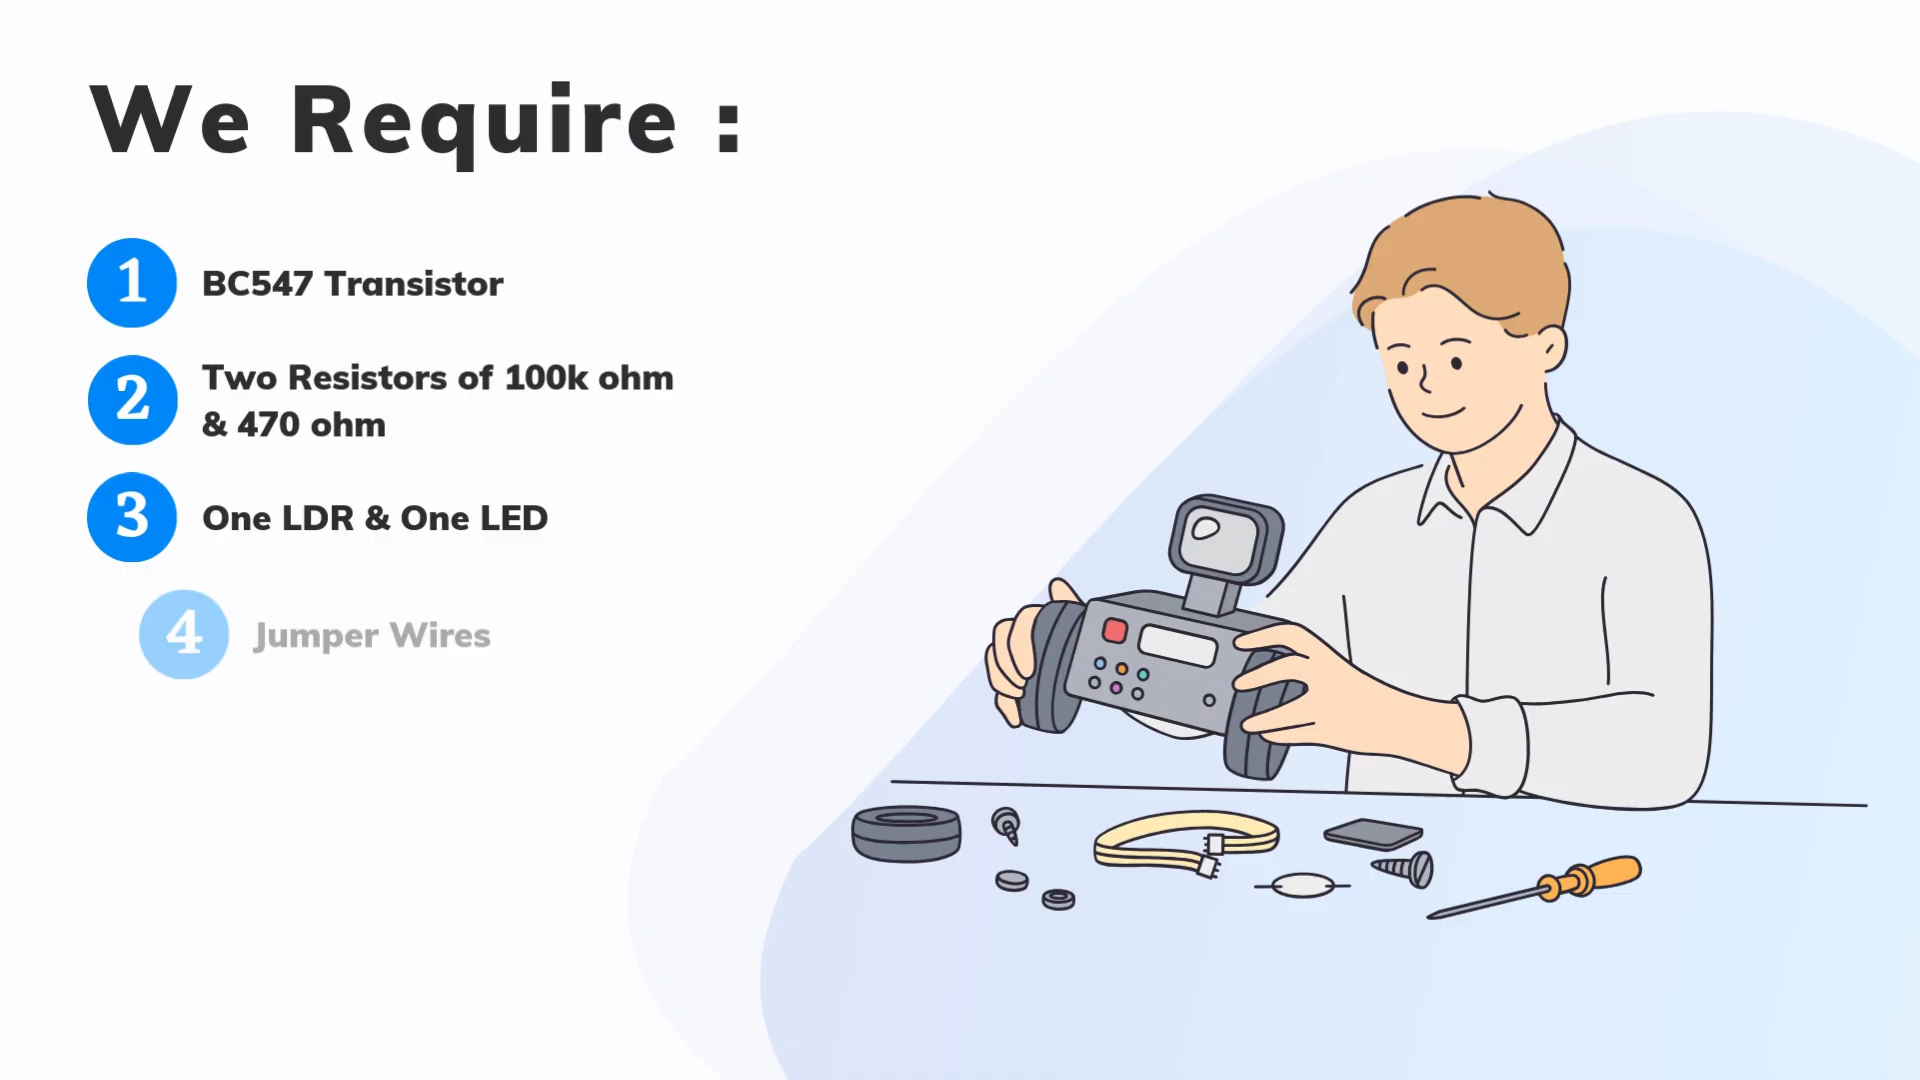 We Require :
1 BC547 Transistor
2 Two Resistors of 100k ohm
& 470 ohm
3 One LDR & One LED
4 Jumper Wires